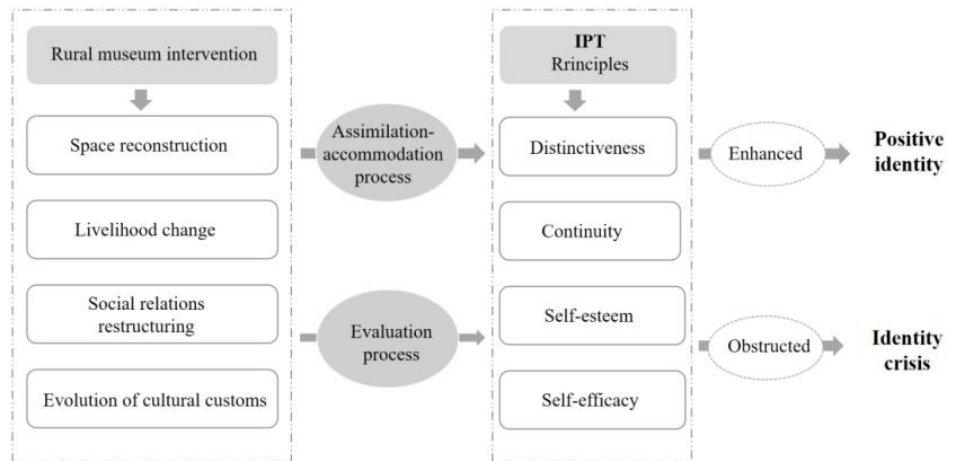 Rural museum intervention
Space reconstruction
Livelihood change
Social relations
restructuring
Evolution of cultural customs
Assimilation-
accommodation
process
Evaluation
process
IPT
Rrinciples
Distinctiveness
Continuity
Self-esteem
Self-efficacy
Enhanced
Obstructed
Positive
identity
Identity
crisis